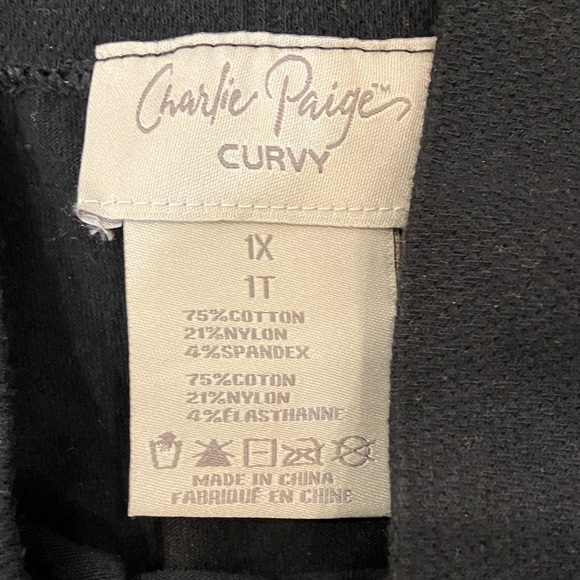 Charlie Paige™
CURVY
1X
1T
75%COTTON
21%NYLON
4%SPANDEX
75%COTON
21%NYLON
4%ÉLASTHANNE
MADE IN CHINA
FABRIQUÉ EN CHINE